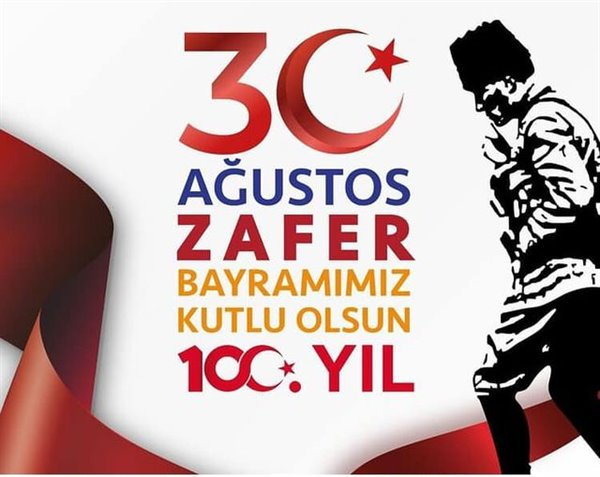 30
AĞUSTOS
ZAFER
BAYRAMIMIZ
KUTLU OLSUN
100. YIL